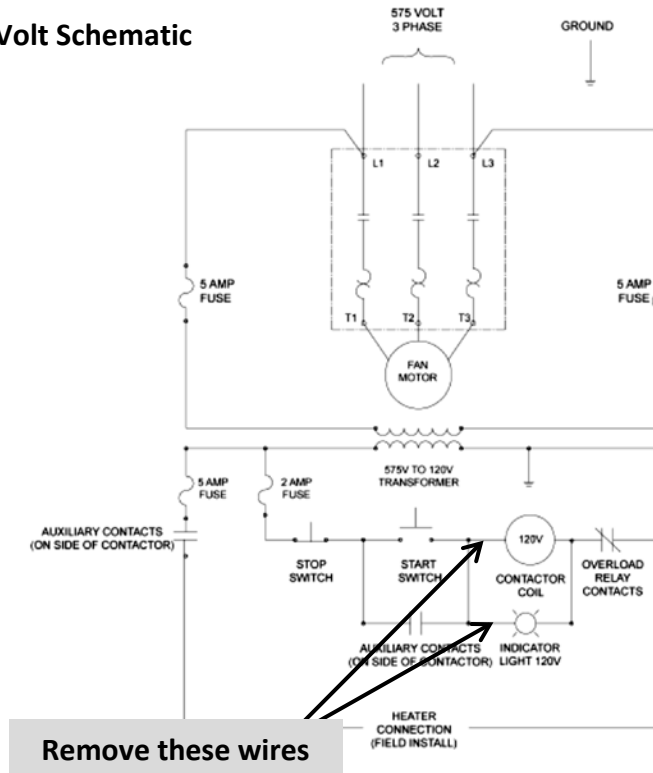 Volt Schematic
575 VOLT
3 PHASE
GROUND
L1
L2
L3
5 AMP
FUSE
5 AMP
FUSE
T1
T2
T3
FAN
MOTOR
575V TO 120V
TRANSFORMER
5 AMP
FUSE
2 AMP
FUSE
AUXILIARY CONTACTS
(ON SIDE OF CONTACTOR)
STOP
SWITCH
START
SWITCH
120V
CONTACTOR
COIL
OVERLOAD
RELAY
CONTACTS
AUXILIARY CONTACTS
(ON SIDE OF CONTACTOR)
INDICATOR
LIGHT 120V
HEATER
CONNECTION
(FIELD INSTALL)
Remove these wires